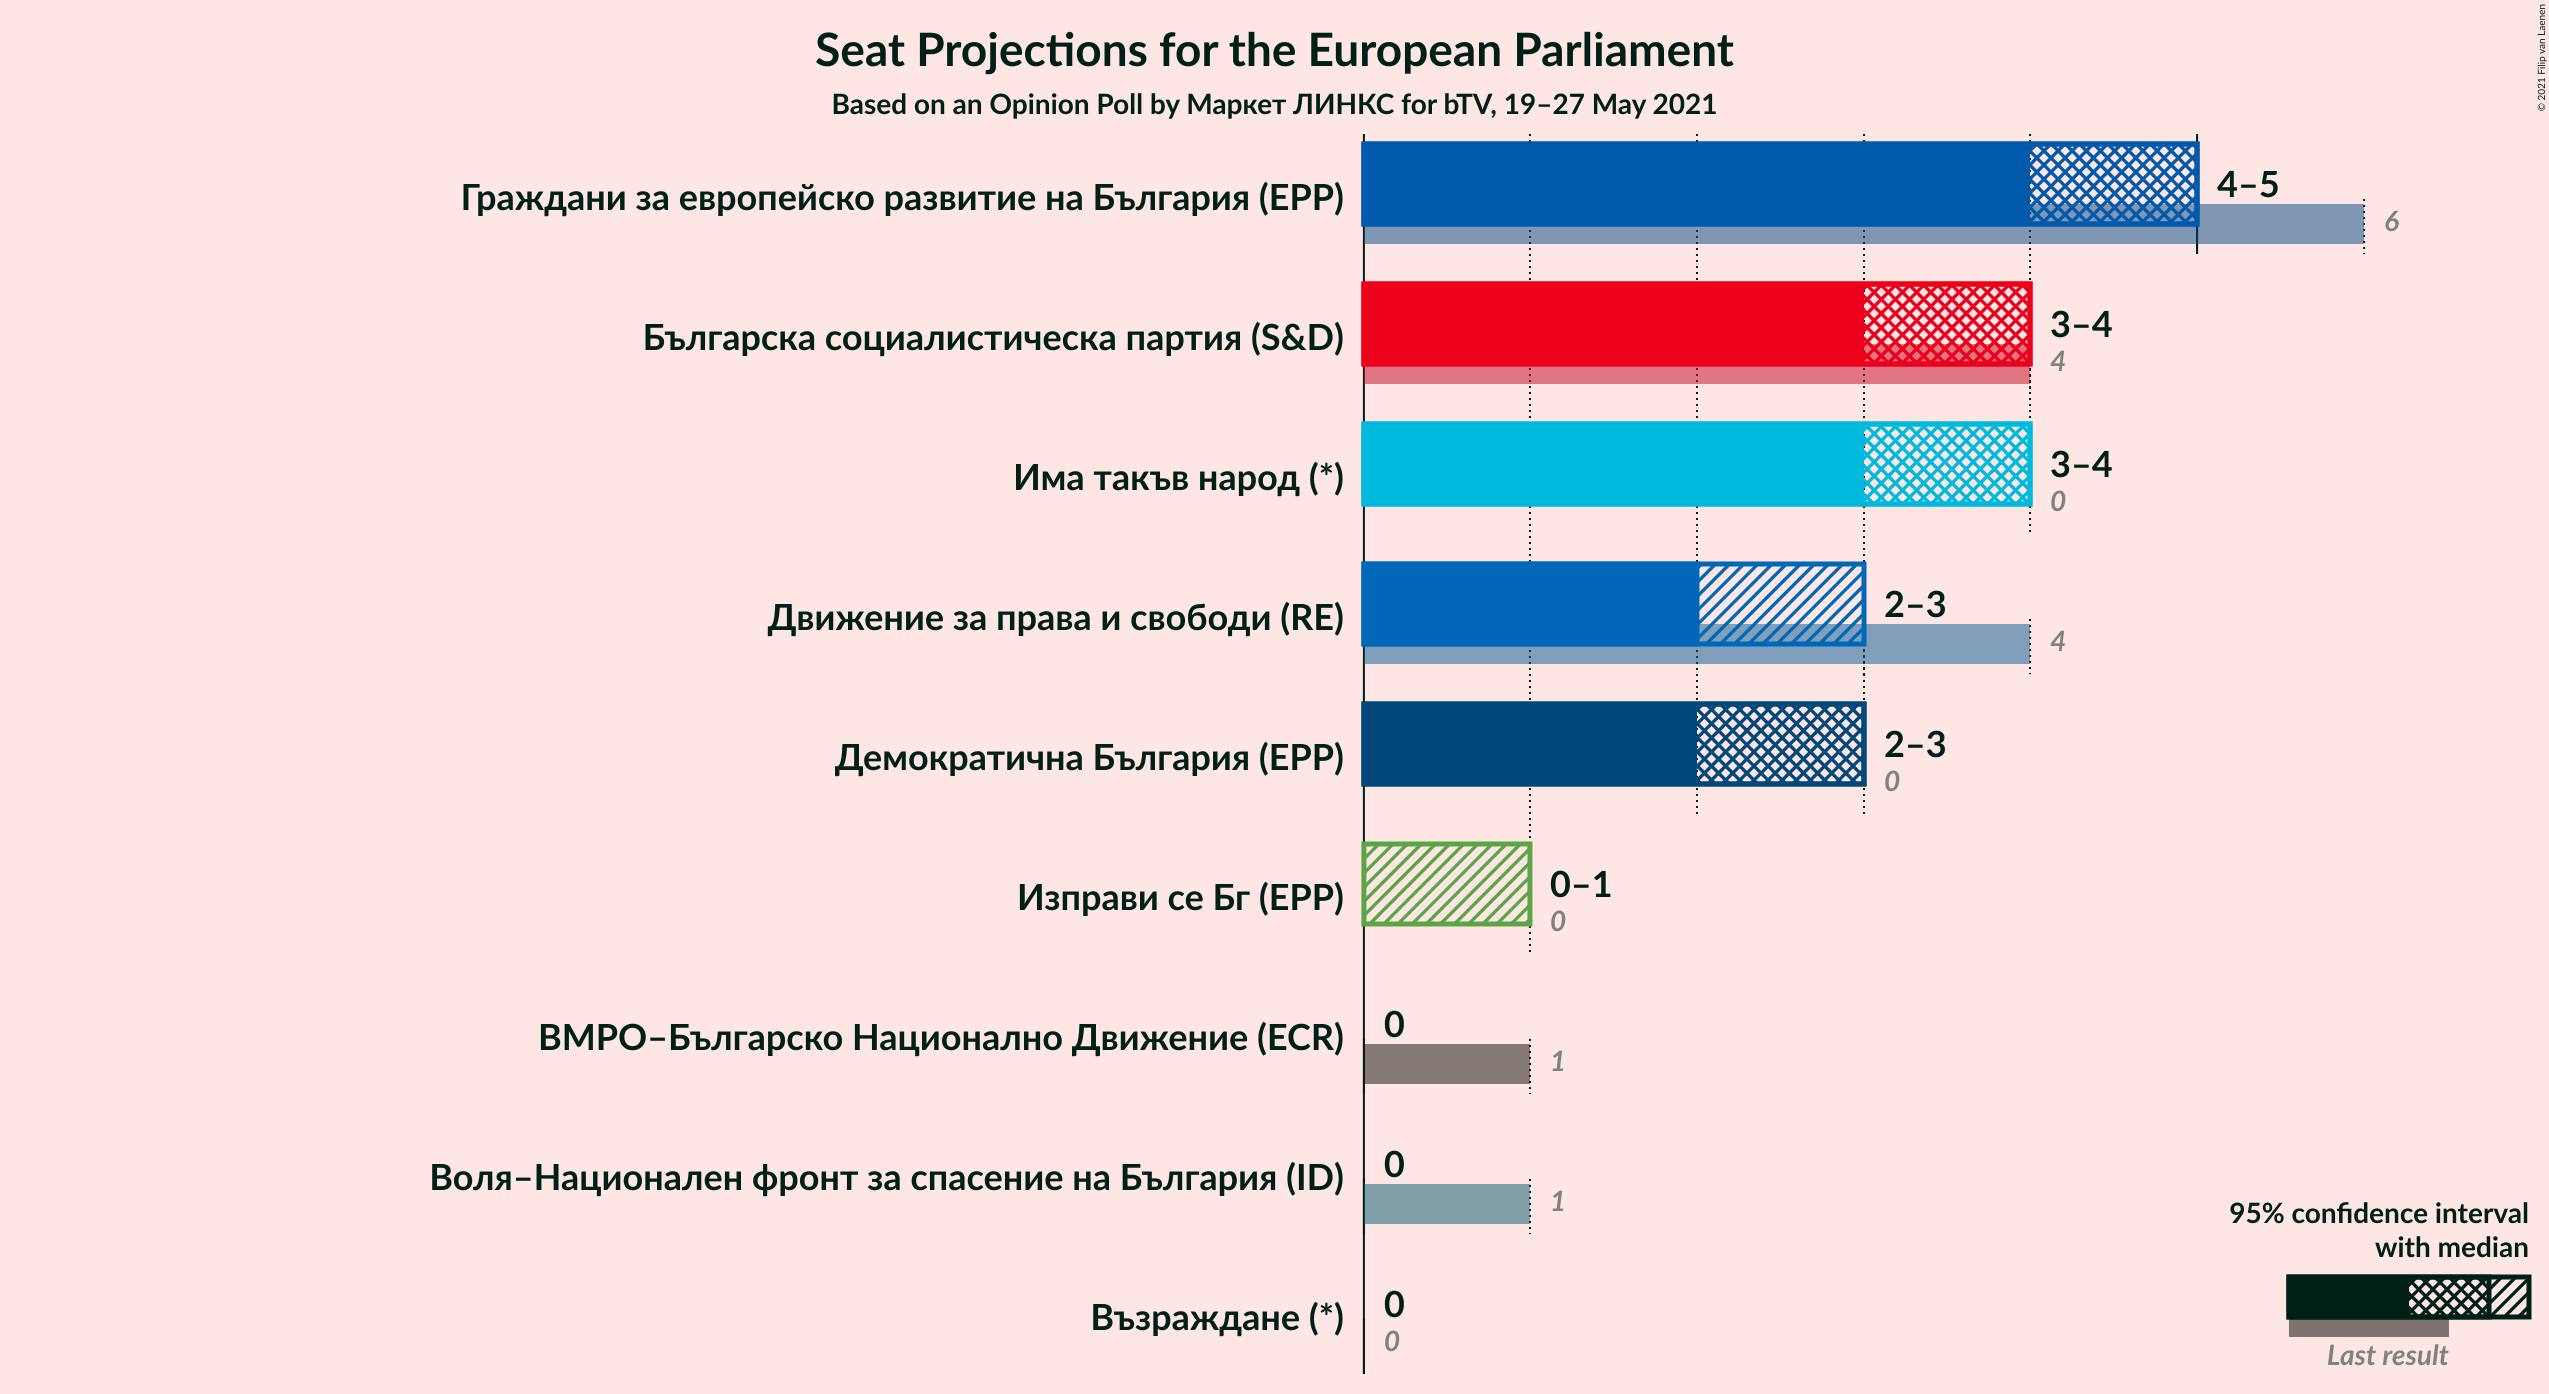 Seat Projections for the European Parliament
Based on an Opinion Poll by Маркет ЛИНКС for bTV, 19–27 May 2021
© 2021 Filip van Laenen
Граждани за европейско развитие на България (EPP)
4–5
6
Българска социалистическа партия (S&D)
3–4
4
Има такъв народ (*)
3–4
0
Движение за права и свободи (RE)
2–3
4
Демократична България (EPP)
2–3
0
Изправи се Бг (EPP)
0–1
0
ВМРО–Българско Национално Движение (ECR)
0
1
Воля–Национален фронт за спасение на България (ID)
0
1
Възраждане (*)
0
0
95% confidence interval
with median
Last result